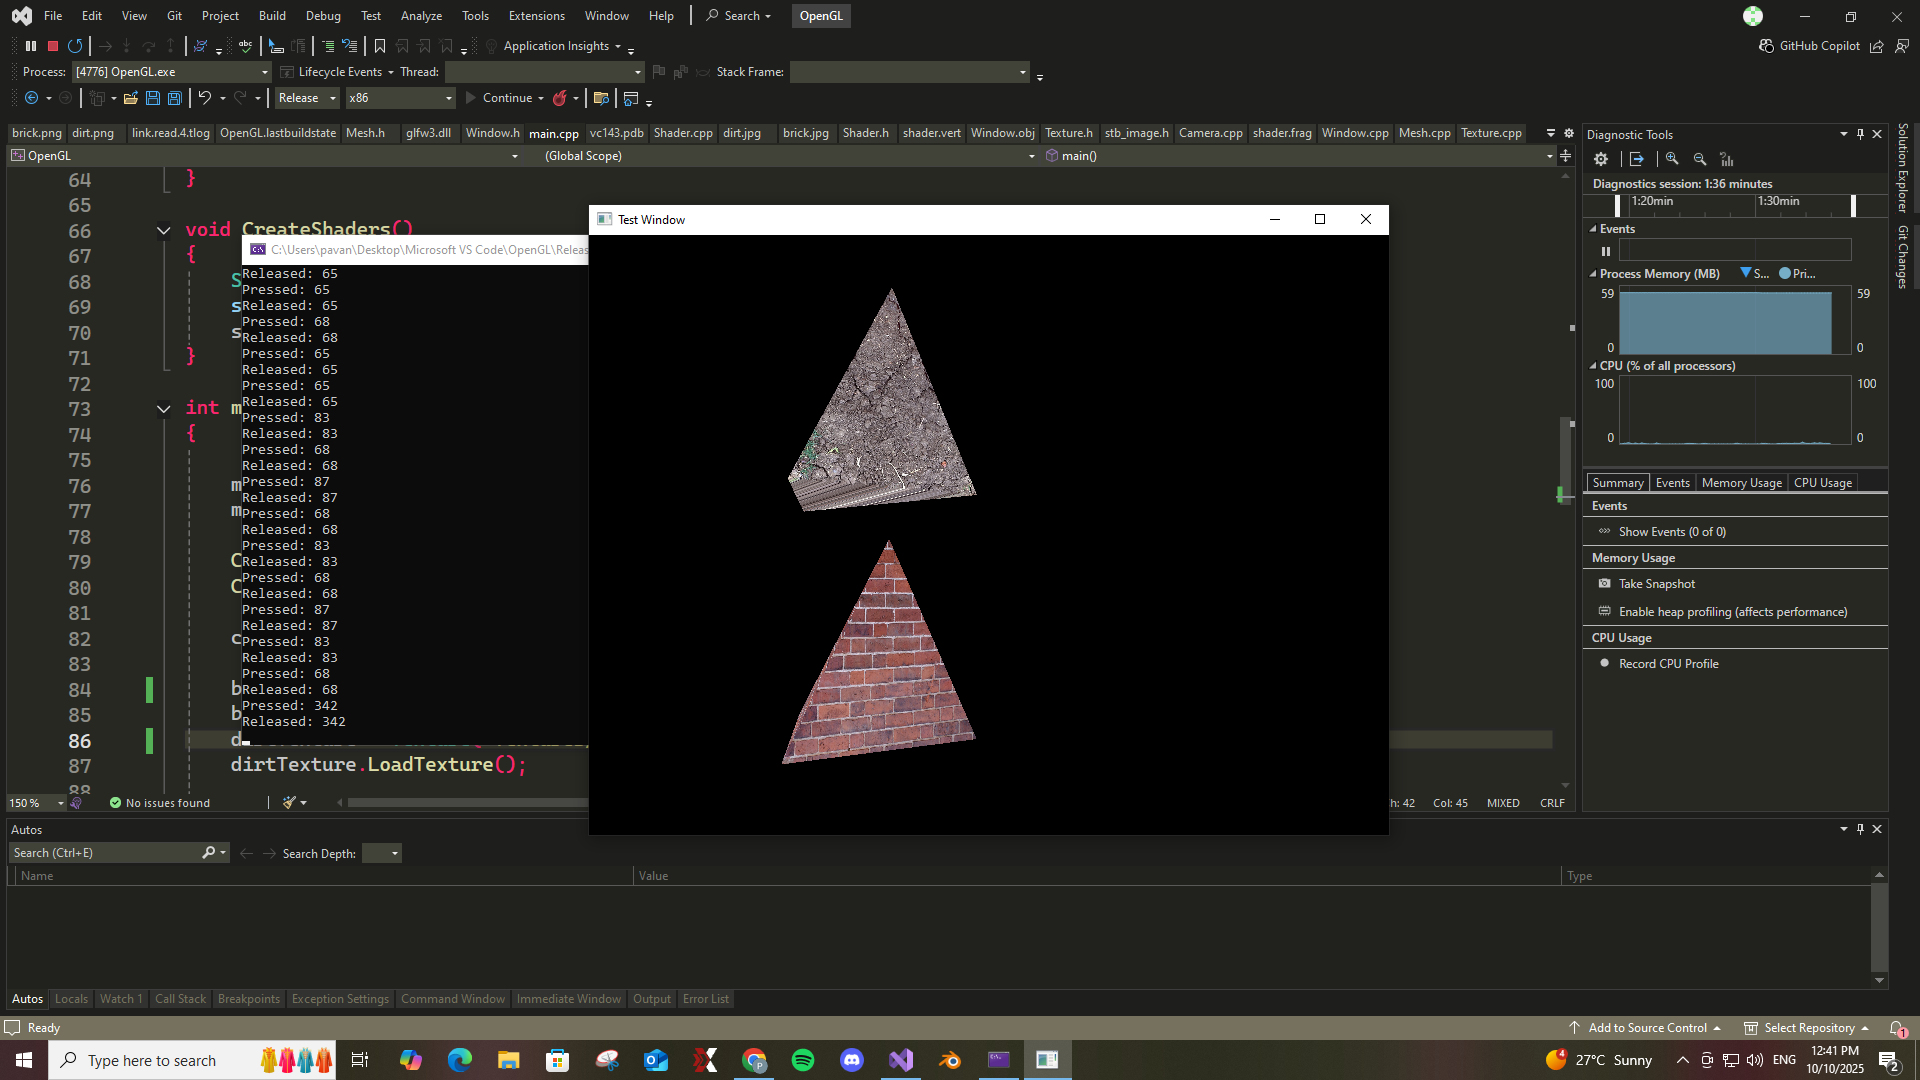 File Edit View Git Project Build Debug Test Analyze Tools Extensions Window Help Search OpenGL
Application Insights GitHub Copilot
Process: [4776] OpenGL.exe Lifecycle Events Thread: Stack Frame:
Release x86 Continue
brick.png dirt.png link.read.4.tlog OpenGL.lastbuildstate Mesh.h glfw3.dll Window.h main.cpp vc143.pdb Shader.cpp dirt.jpg brick.jpg Shader.h shader.vert Window.obj Texture.h stb_image.h Camera.cpp shader.frag Window.cpp Mesh.cpp Texture.cpp
OpenGL (Global Scope) main()
64 }
65
66 void CreateShaders()
67 {
68 S
69 s
70 s
71 }
72
73 int m
74 {
75
76 m
77 m
78
79 C
80 C
81
82 c
83
84 b
85 b
86 d
87 dirtTexture.LoadTexture();
88
C:\Users\pavan\Desktop\Microsoft VS Code\OpenGL\Releas
Released: 65
Pressed: 65
Released: 65
Pressed: 68
Released: 68
Pressed: 65
Released: 65
Pressed: 65
Released: 65
Pressed: 83
Released: 83
Pressed: 68
Released: 68
Pressed: 87
Released: 87
Pressed: 68
Released: 68
Pressed: 83
Released: 83
Pressed: 68
Released: 68
Pressed: 87
Released: 87
Pressed: 83
Released: 83
Pressed: 68
Released: 68
Pressed: 342
Released: 342
Test Window
150 % No issues found h: 42 Col: 45 MIXED CRLF
Diagnostic Tools
Diagnostics session: 1:36 minutes
1:20min 1:30min
Events
Process Memory (MB) S... Pri...
59 59
0 0
CPU (% of all processors)
100 100
0 0
Summary Events Memory Usage CPU Usage
Events
Show Events (0 of 0)
Memory Usage
Take Snapshot
Enable heap profiling (affects performance)
CPU Usage
Record CPU Profile
Solution Explorer
Git Changes
Autos
Search (Ctrl+E) Search Depth:
Name Value Type
Autos Locals Watch 1 Call Stack Breakpoints Exception Settings Command Window Immediate Window Output Error List
Ready Add to Source Control Select Repository 1
Type here to search 4 27°C Sunny ENG 12:41 PM
10/10/2025 2